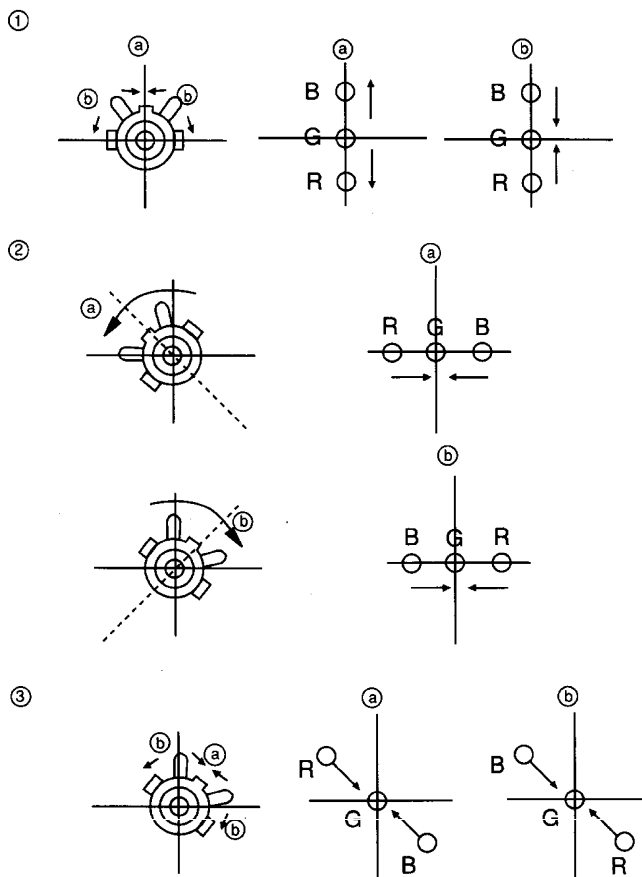 ①
ⓐ ⓐ ⓑ
ⓑ ⓑ B B
G G
R R
②
ⓐ
ⓐ R G B
ⓑ
ⓑ B G R
③
ⓐ ⓑ
ⓑ ⓐ B
R
G G
ⓑ B R